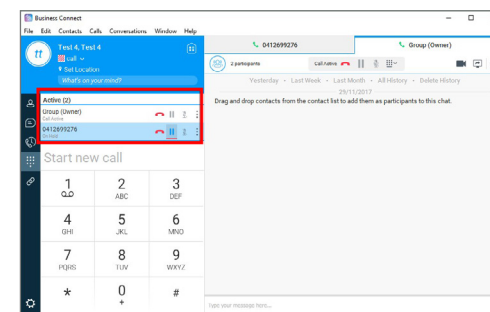 Business Connect
File Edit Contacts Calls Conversations Window Help
tt
Test 4, Test 4
call
Set Location
What's on your mind?
0412699276
Group (Owner)
2 participants
Call Active
Yesterday - Last Week - Last Month - All History - Delete History
29/11/2017
Drag and drop contacts from the contact list to add them as participants to this chat.
Active (2)
Group (Owner)
Call Active
0412699276
On Hold
Start new call
1
2 ABC
3 DEF
4 GHI
5 JKL
6 MNO
7 PQRS
8 TUV
9 WXYZ
*
0 +
#
Type your message here...